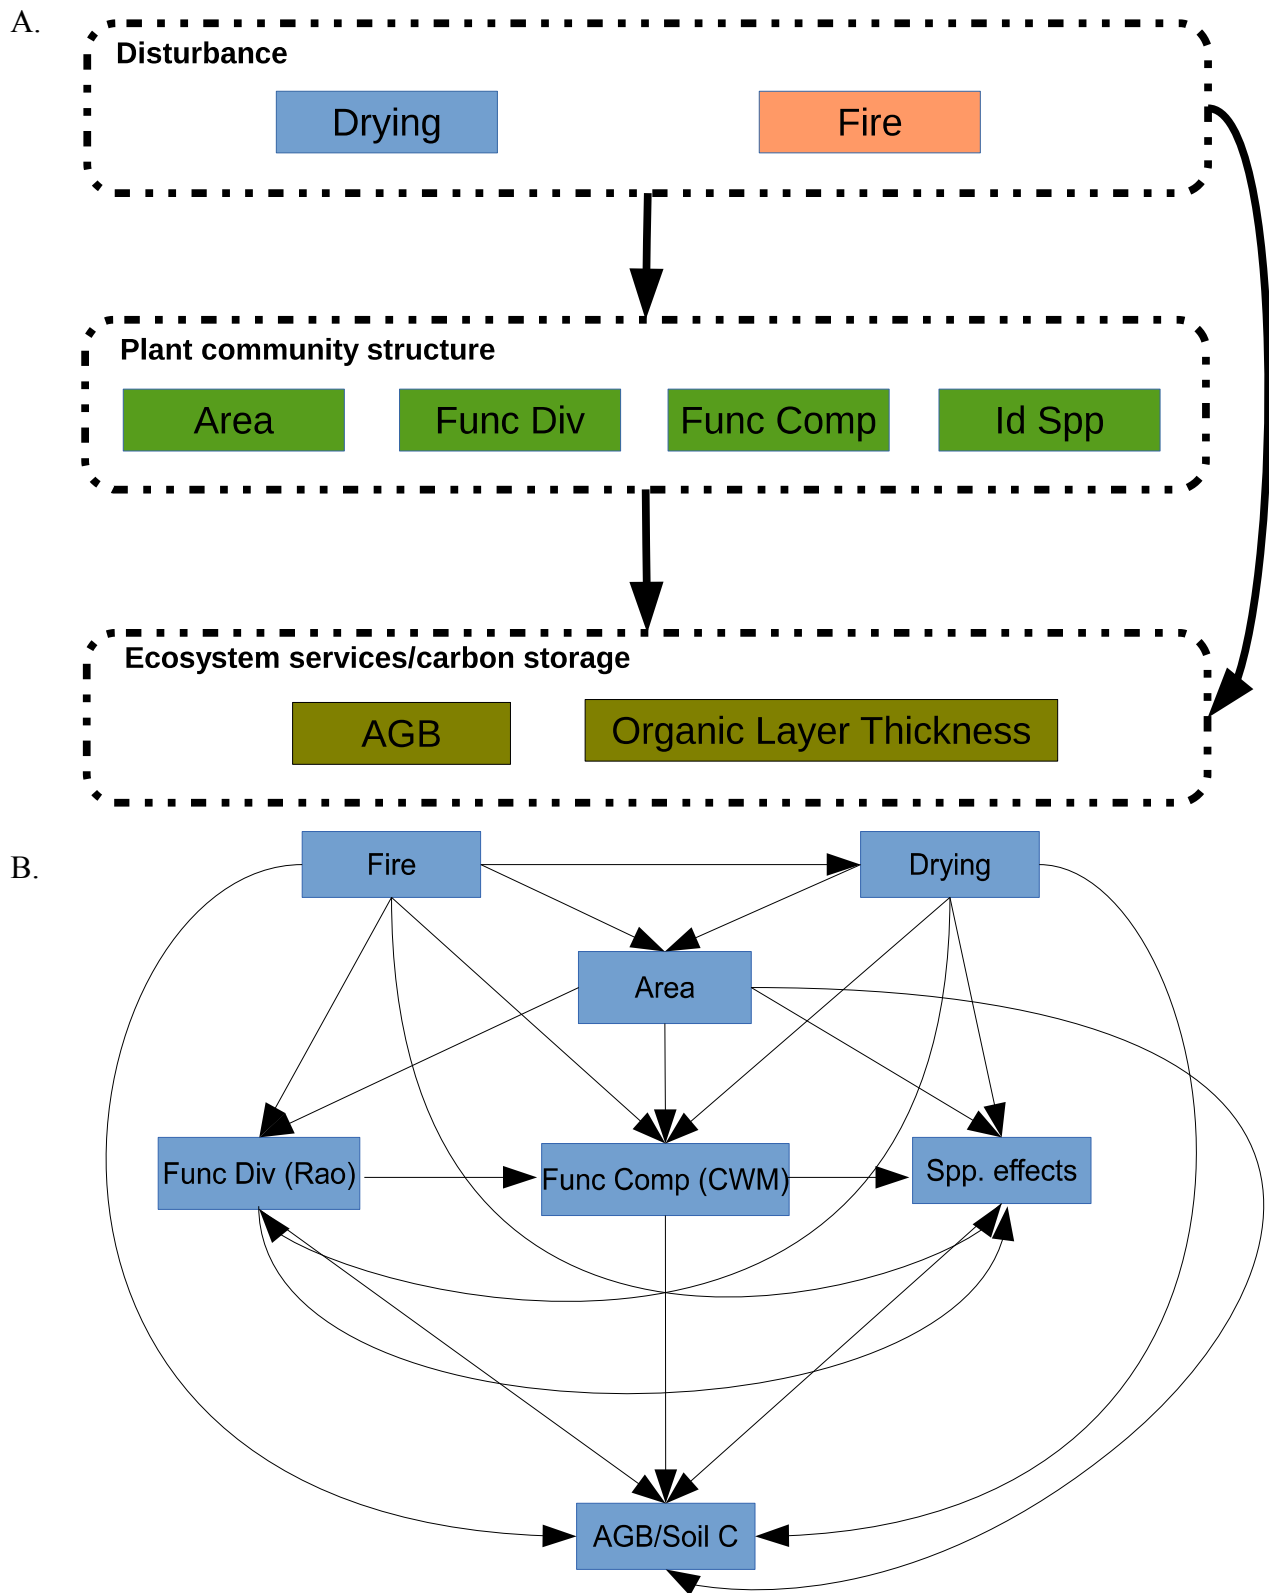 A.
Disturbance
Drying
Fire
Plant community structure
Area
Func Div
Func Comp
Id Spp
Ecosystem services/carbon storage
AGB
Organic Layer Thickness
B.
Fire
Drying
Area
Func Div (Rao)
Func Comp (CWM)
Spp. effects
AGB/Soil C